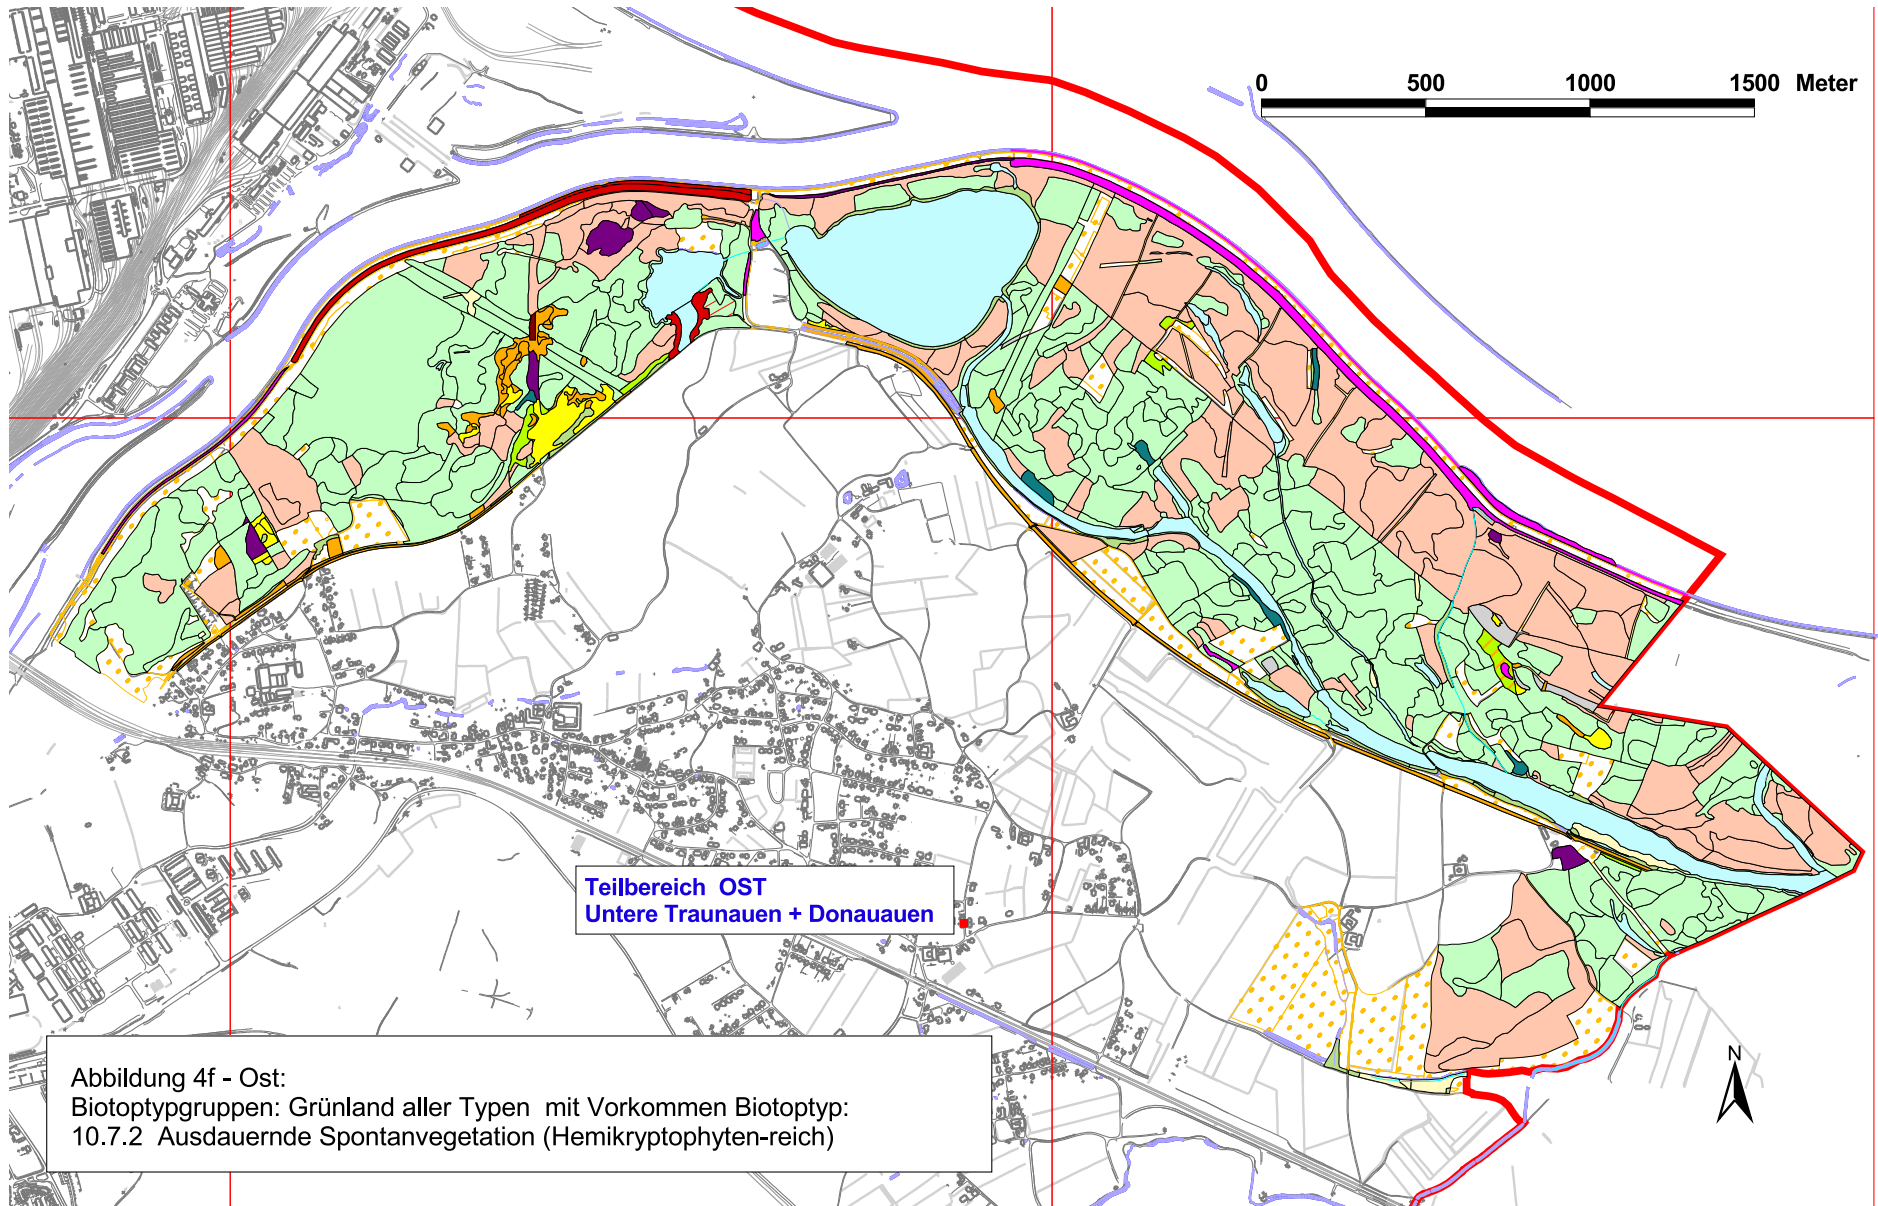 0 500 1000 1500 Meter
Teilbereich OST
Untere Traunauen + Donauauen
Abbildung 4f - Ost:
Biotoptypgruppen: Grünland aller Typen mit Vorkommen Biotoptyp:
10.7.2 Ausdauernde Spontanvegetation (Hemikryptophyten-reich)
N